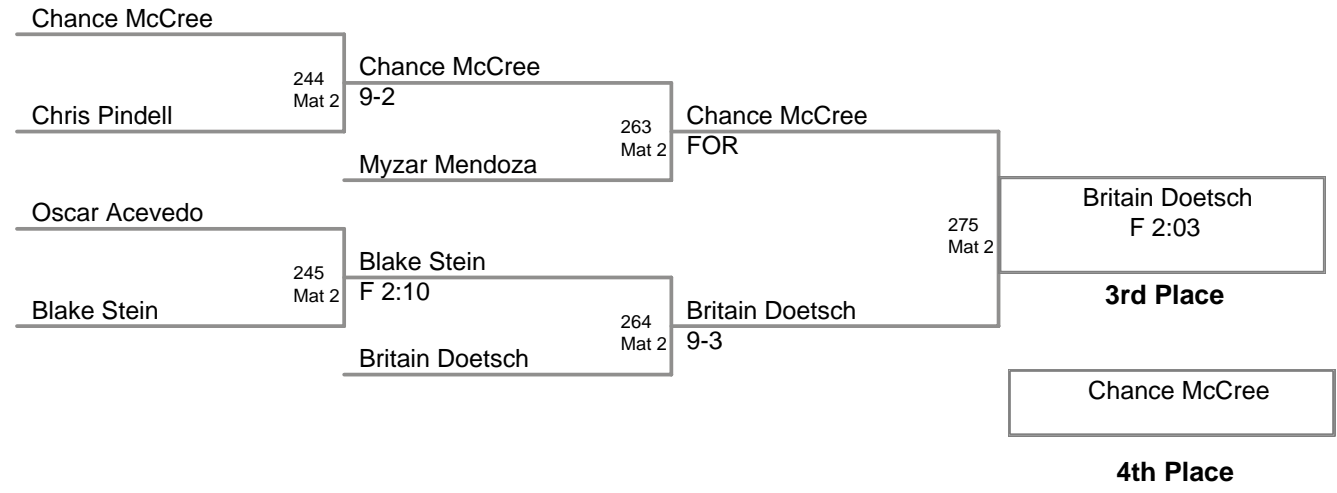 Chance McCree
244
Mat 2
Chance McCree
9-2
Chris Pindell
263
Mat 2
Chance McCree
FOR
Myzar Mendoza
Oscar Acevedo
275
Mat 2
Britain Doetsch
F 2:03
3rd Place
245
Mat 2
Blake Stein
F 2:10
Blake Stein
264
Mat 2
Britain Doetsch
9-3
Britain Doetsch
Chance McCree
4th Place